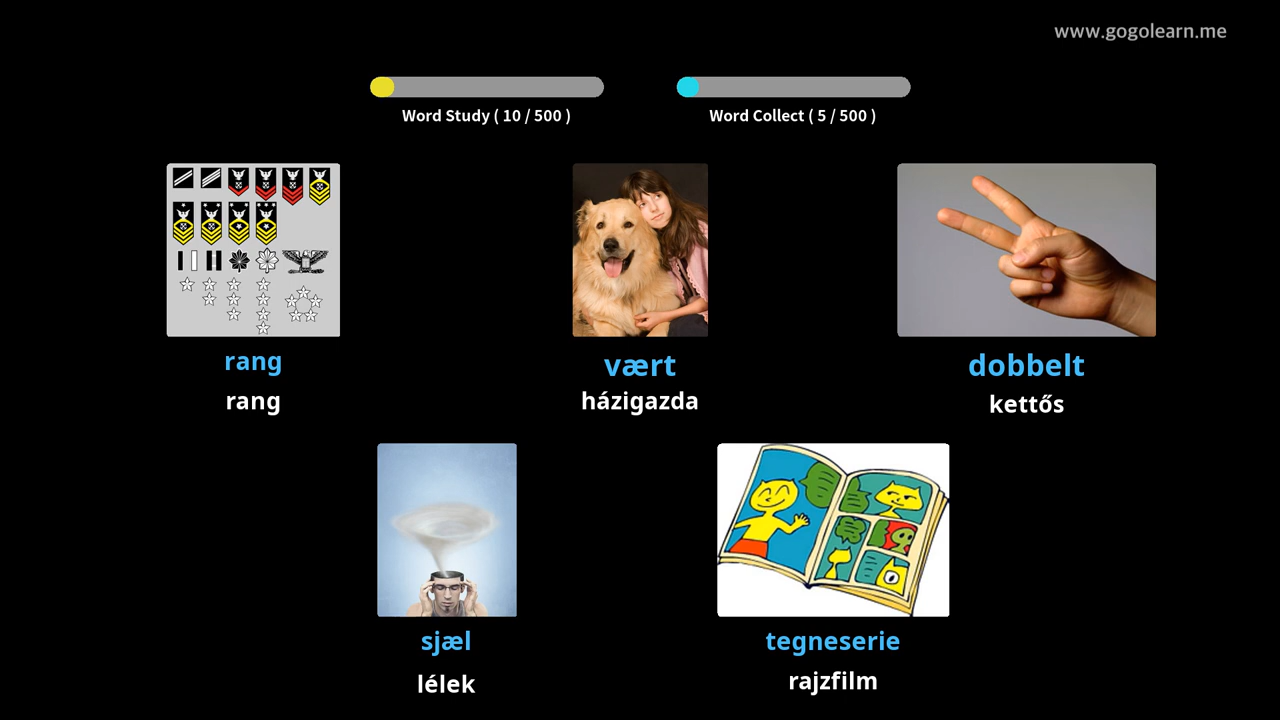 www.gogolearn.me
Word Study ( 10 / 500 )
Word Collect ( 5 / 500 )
rang
rang
vært
házigazda
dobbelt
kettős
sjæl
lélek
tegneserie
rajzfilm